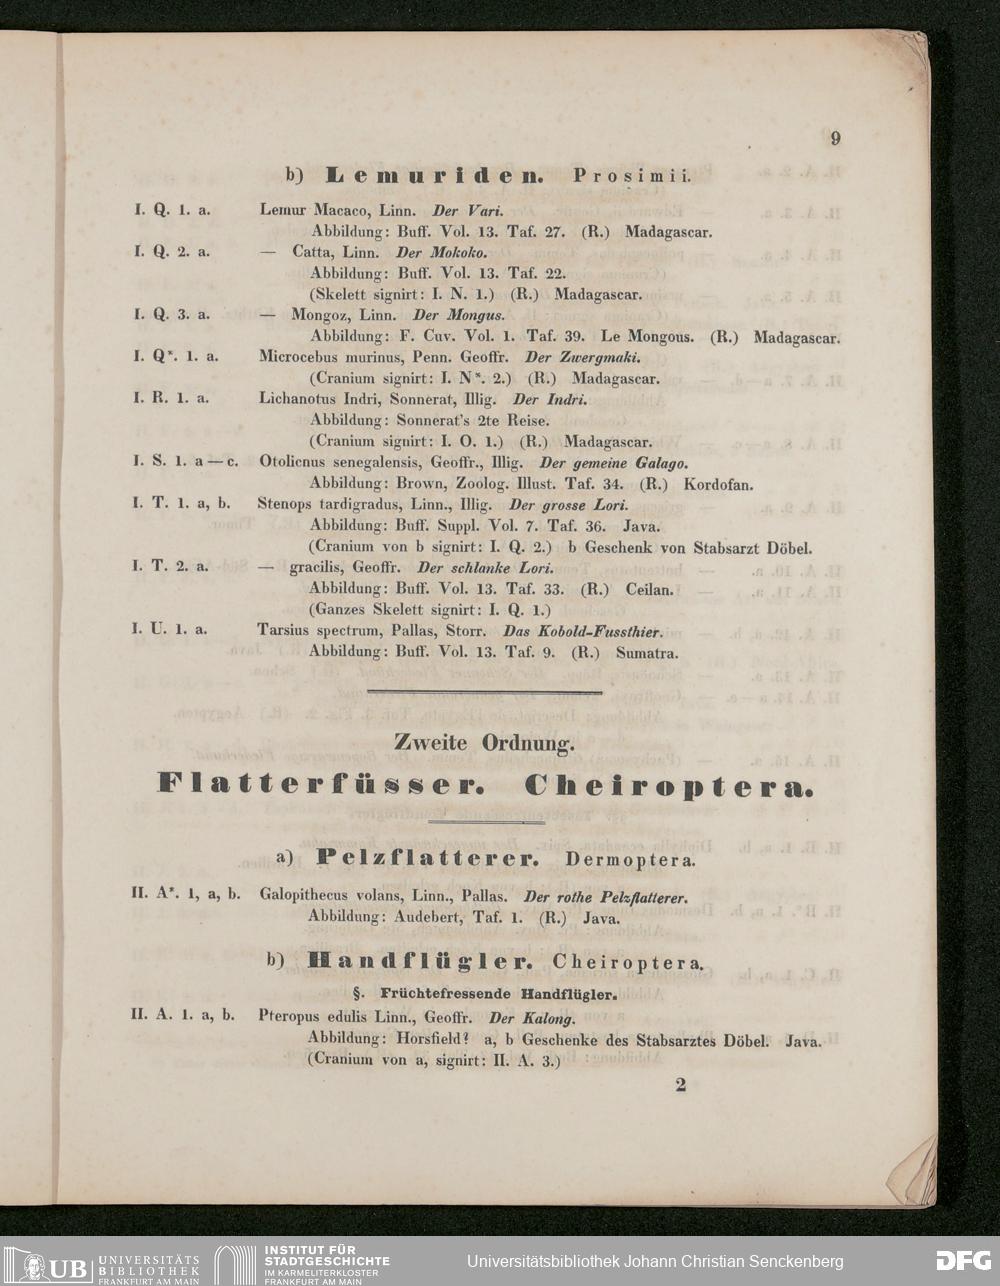 9
b) Lemuriden. Prosimii.
I. Q. 1. a. Lemur Macaco, Linn. Der Vari.
Abbildung: Buff. Vol. 13. Taf. 27. (R.) Madagascar.
I. Q. 2. a. — Catta, Linn. Der Mokoko.
Abbildung: Buff. Vol. 13. Taf. 22.
(Skelett signirt: I. N. 1.) (R.) Madagascar.
I. Q. 3. a. — Mongoz, Linn. Der Mongus.
Abbildung: F. Cuv. Vol. 1. Taf. 39. Le Mongous. (R.) Madagascar.
I. Q*. 1. a. Microcebus murinus, Penn. Geoffr. Der Zwergmaki.
(Cranium signirt: I. N*. 2.) (R.) Madagascar.
I. R. 1. a. Lichanotus Indri, Sonnerat, Illig. Der Indri.
Abbildung: Sonnerat's 2te Reise.
(Cranium signirt: I. O. 1.) (R.) Madagascar.
I. S. 1. a — c. Otolicnus senegalensis, Geoffr., Illig. Der gemeine Galago.
Abbildung: Brown, Zoolog. Illust. Taf. 34. (R.) Kordofan.
I. T. 1. a, b. Stenops tardigradus, Linn., Illig. Der grosse Lori.
Abbildung: Buff. Suppl. Vol. 7. Taf. 36. Java.
(Cranium von b signirt: I. Q. 2.) b Geschenk von Stabsarzt Döbel.
I. T. 2. a. — gracilis, Geoffr. Der schlanke Lori.
Abbildung: Buff. Vol. 13. Taf. 33. (R.) Ceilan.
(Ganzes Skelett signirt: I. Q. 1.)
I. U. 1. a. Tarsius spectrum, Pallas, Storr. Das Kobold-Fussthier.
Abbildung: Buff. Vol. 13. Taf. 9. (R.) Sumatra.
Zweite Ordnung.
Flatterfüsser. Cheiroptera.
a) Pelzflatterer. Dermoptera.
II. A*. 1, a, b. Galopithecus volans, Linn., Pallas. Der rothe Pelzflatterer.
Abbildung: Audebert, Taf. 1. (R.) Java.
b) Handflügler. Cheiroptera.
§. Früchtefressende Handflügler.
II. A. 1. a, b. Pteropus edulis Linn., Geoffr. Der Kalong.
Abbildung: Horsfield? a, b Geschenke des Stabsarztes Döbel. Java.
(Cranium von a, signirt: II. A. 3.)
2
UB UNIVERSITÄTS BIBLIOTHEK FRANKFURT AM MAIN
INSTITUT FÜR STADTGESCHICHTE IM KARMELITERKLOSTER FRANKFURT AM MAIN
Universitätsbibliothek Johann Christian Senckenberg
DFG